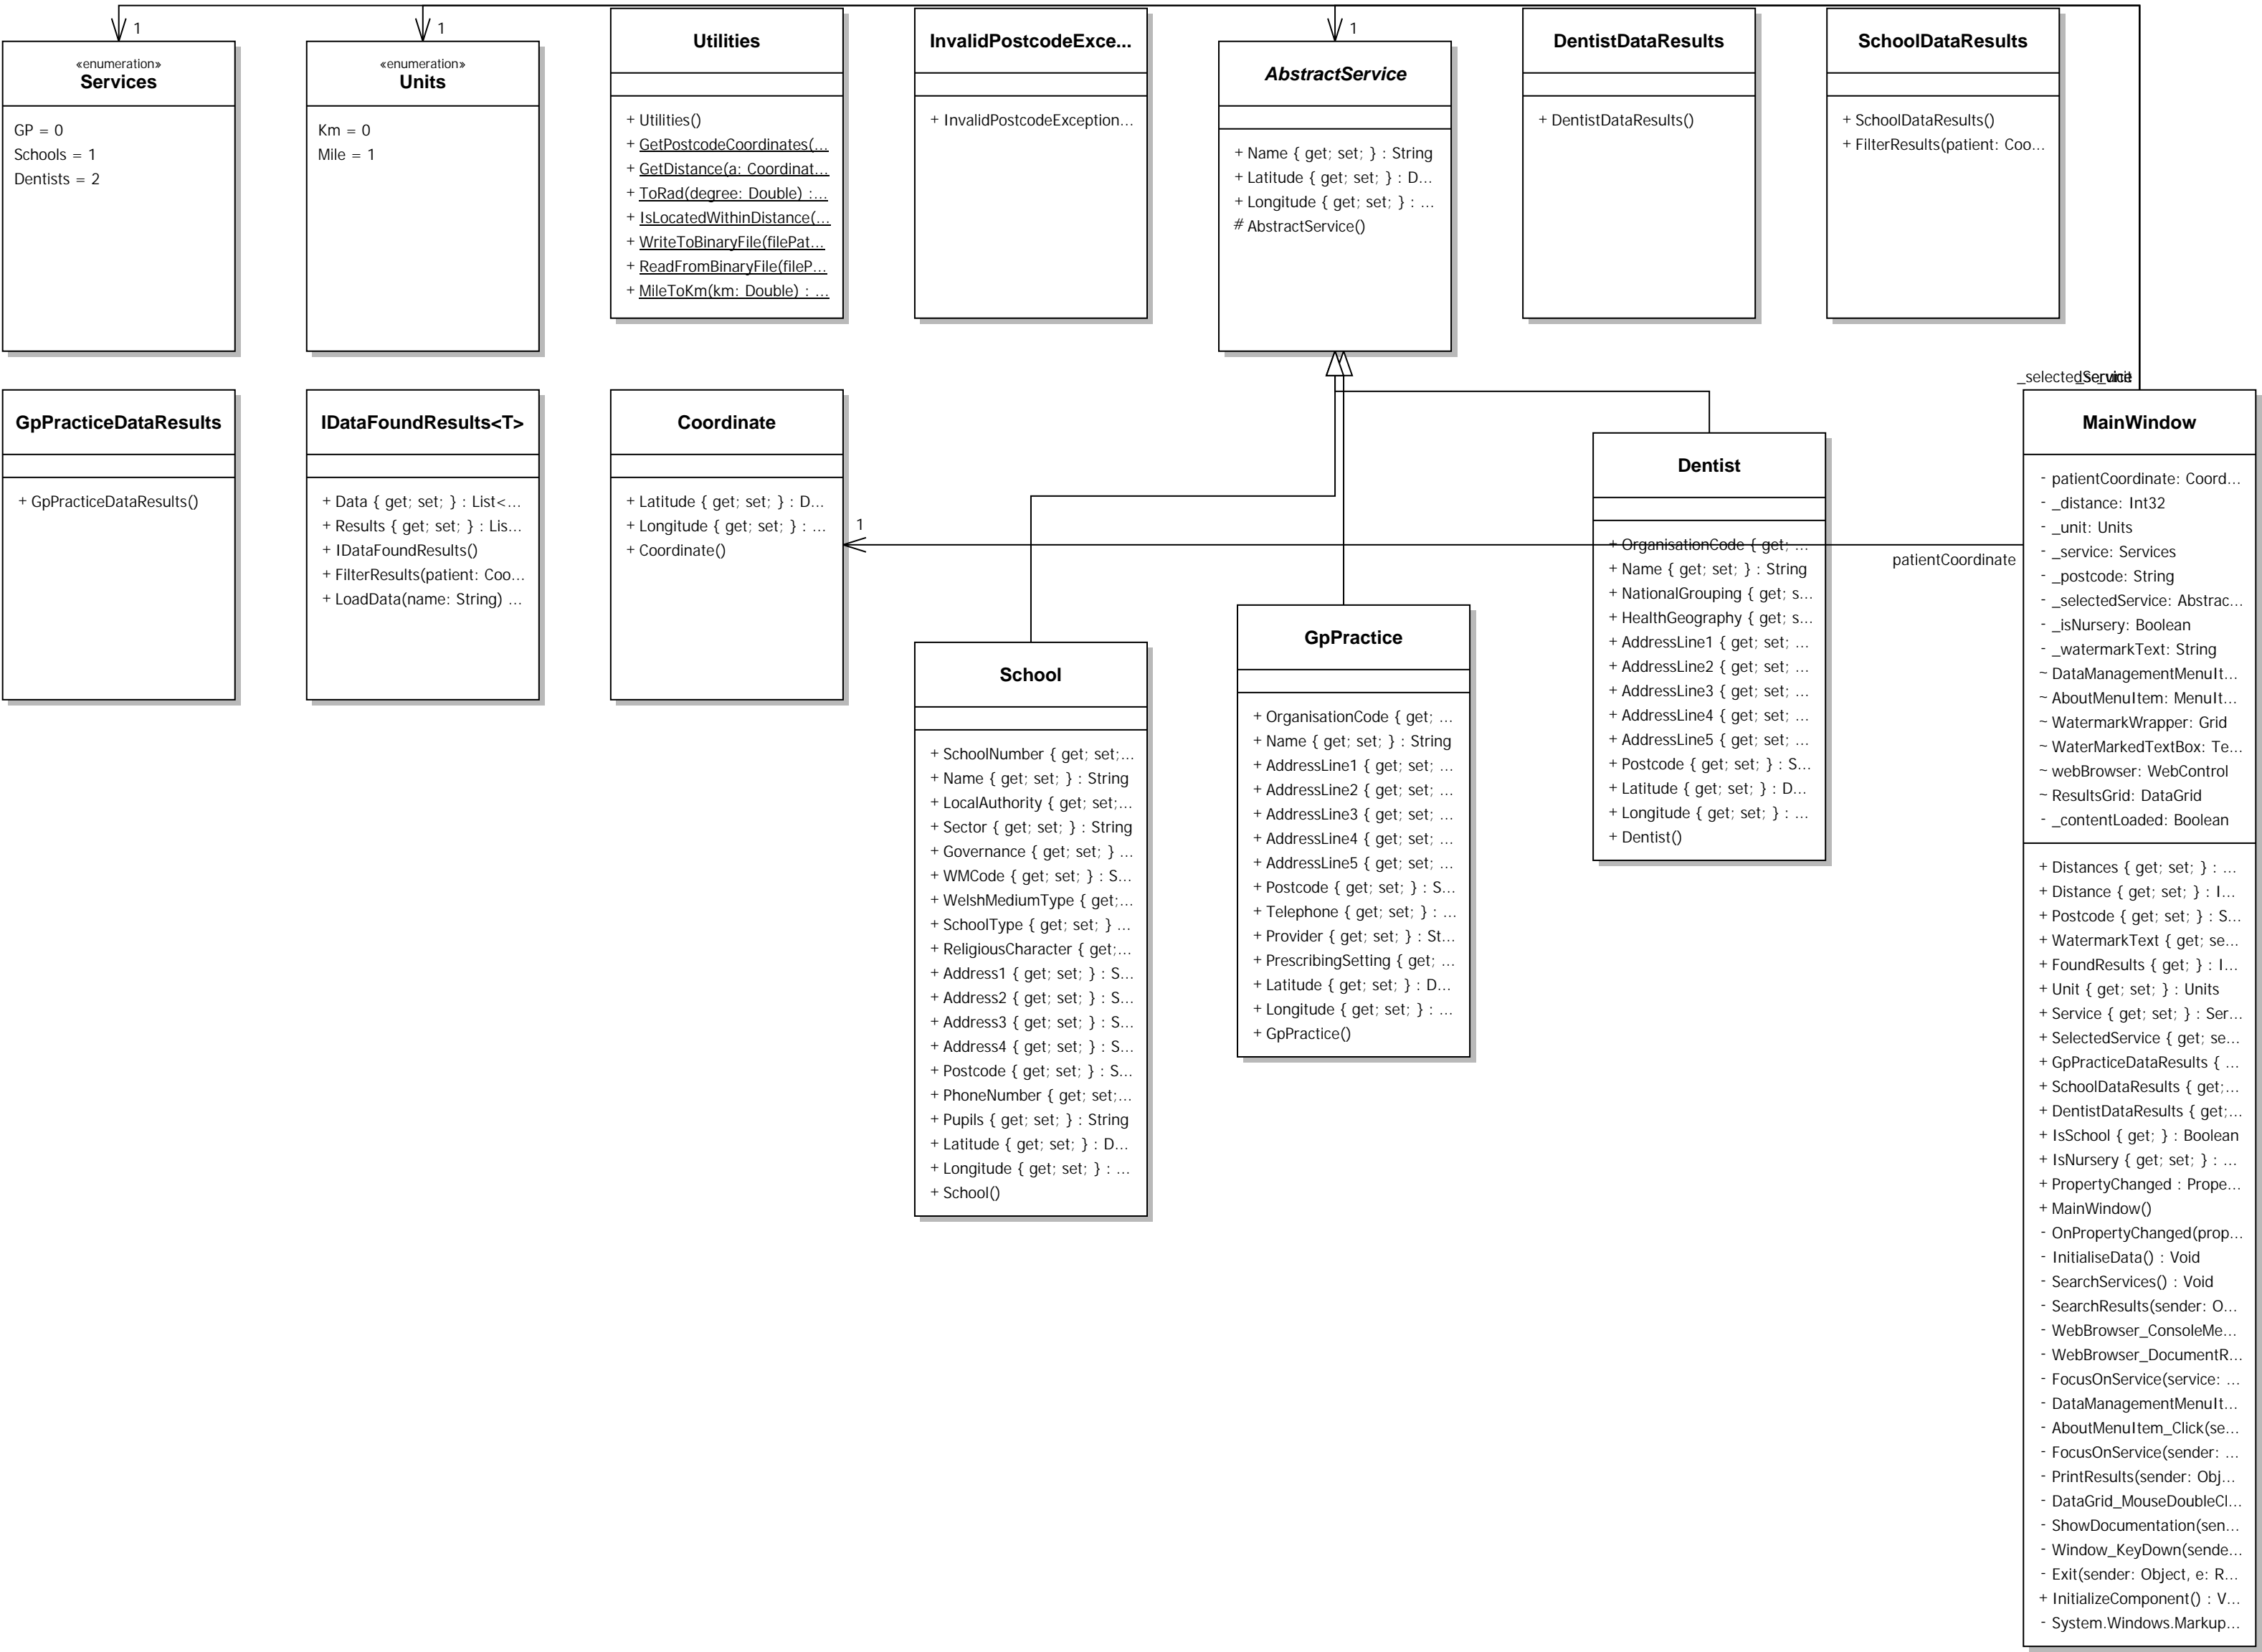 1
1
1
«enumeration»
Services
GP = 0
Schools = 1
Dentists = 2
«enumeration»
Units
Km = 0
Mile = 1
Utilities
+ Utilities()
+ GetPostcodeCoordinates(...
+ GetDistance(a: Coordinat...
+ ToRad(degree: Double) :...
+ IsLocatedWithinDistance(...
+ WriteToBinaryFile(filePat...
+ ReadFromBinaryFile(fileP...
+ MileToKm(km: Double) : ...
InvalidPostcodeExce...
+ InvalidPostcodeException...
AbstractService
+ Name { get; set; } : String
+ Latitude { get; set; } : D...
+ Longitude { get; set; } : ...
# AbstractService()
DentistDataResults
+ DentistDataResults()
SchoolDataResults
+ SchoolDataResults()
+ FilterResults(patient: Coo...
GpPracticeDataResults
+ GpPracticeDataResults()
IDataFoundResults<T>
+ Data { get; set; } : List<...
+ Results { get; set; } : Lis...
+ IDataFoundResults()
+ FilterResults(patient: Coo...
+ LoadData(name: String) ...
Coordinate
+ Latitude { get; set; } : D...
+ Longitude { get; set; } : ...
+ Coordinate()
1
patientCoordinate
School
+ SchoolNumber { get; set;...
+ Name { get; set; } : String
+ LocalAuthority { get; set;...
+ Sector { get; set; } : String
+ Governance { get; set; } ...
+ WMCode { get; set; } : S...
+ WelshMediumType { get;...
+ SchoolType { get; set; } ...
+ ReligiousCharacter { get;...
+ Address1 { get; set; } : S...
+ Address2 { get; set; } : S...
+ Address3 { get; set; } : S...
+ Address4 { get; set; } : S...
+ Postcode { get; set; } : S...
+ PhoneNumber { get; set;...
+ Pupils { get; set; } : String
+ Latitude { get; set; } : D...
+ Longitude { get; set; } : ...
+ School()
GpPractice
+ OrganisationCode { get; ...
+ Name { get; set; } : String
+ AddressLine1 { get; set; ...
+ AddressLine2 { get; set; ...
+ AddressLine3 { get; set; ...
+ AddressLine4 { get; set; ...
+ AddressLine5 { get; set; ...
+ Postcode { get; set; } : S...
+ Telephone { get; set; } : ...
+ Provider { get; set; } : St...
+ PrescribingSetting { get; ...
+ Latitude { get; set; } : D...
+ Longitude { get; set; } : ...
+ GpPractice()
Dentist
+ OrganisationCode { get; ...
+ Name { get; set; } : String
+ NationalGrouping { get; s...
+ HealthGeography { get; s...
+ AddressLine1 { get; set; ...
+ AddressLine2 { get; set; ...
+ AddressLine3 { get; set; ...
+ AddressLine4 { get; set; ...
+ AddressLine5 { get; set; ...
+ Postcode { get; set; } : S...
+ Latitude { get; set; } : D...
+ Longitude { get; set; } : ...
+ Dentist()
MainWindow
- patientCoordinate: Coord...
- _distance: Int32
- _unit: Units
- _service: Services
- _postcode: String
- _selectedService: Abstrac...
- _isNursery: Boolean
- _watermarkText: String
~ DataManagementMenuIt...
~ AboutMenuItem: MenuIt...
~ WatermarkWrapper: Grid
~ WaterMarkedTextBox: Te...
~ webBrowser: WebControl
~ ResultsGrid: DataGrid
- _contentLoaded: Boolean
+ Distances { get; set; } : ...
+ Distance { get; set; } : I...
+ Postcode { get; set; } : S...
+ WatermarkText { get; se...
+ FoundResults { get; } : I...
+ Unit { get; set; } : Units
+ Service { get; set; } : Ser...
+ SelectedService { get; se...
+ GpPracticeDataResults { ...
+ SchoolDataResults { get;...
+ DentistDataResults { get;...
+ IsSchool { get; } : Boolean
+ IsNursery { get; set; } : ...
+ PropertyChanged : Prope...
+ MainWindow()
- OnPropertyChanged(prop...
- InitialiseData() : Void
- SearchServices() : Void
- SearchResults(sender: O...
- WebBrowser_ConsoleMe...
- WebBrowser_DocumentR...
- FocusOnService(service: ...
- DataManagementMenuIt...
- AboutMenuItem_Click(se...
- FocusOnService(sender: ...
- PrintResults(sender: Obj...
- DataGrid_MouseDoubleCl...
- ShowDocumentation(sen...
- Window_KeyDown(sende...
- Exit(sender: Object, e: R...
+ InitializeComponent() : V...
- System.Windows.Markup...